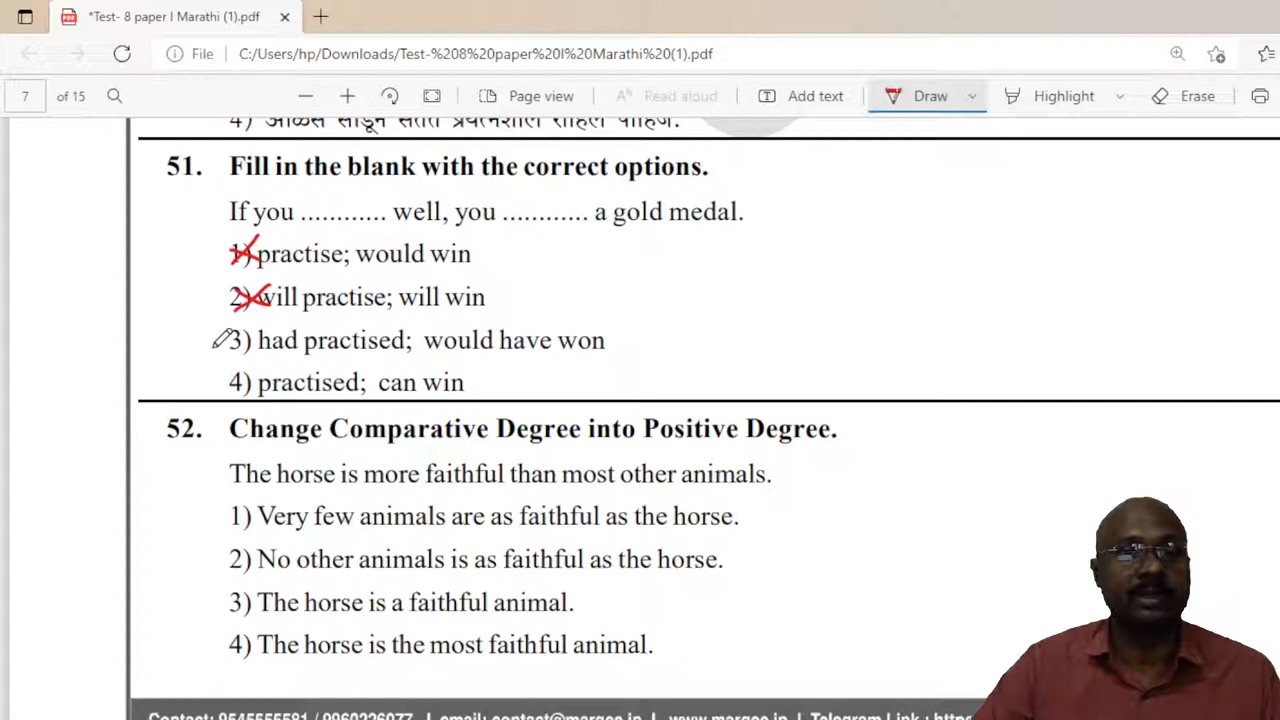 *Test- 8 paper I Marathi (1).pdf
File C:/Users/hp/Downloads/Test-%208%20paper%20I%20Marathi%20(1).pdf
7 of 15 Page view Read aloud Add text Draw Highlight Erase
4) आळस सोडून सतत प्रयत्नशील राहिले पाहिजे.
51. Fill in the blank with the correct options.
If you ............ well, you ............ a gold medal.
1) practise; would win
2) will practise; will win
3) had practised; would have won
4) practised; can win
52. Change Comparative Degree into Positive Degree.
The horse is more faithful than most other animals.
1) Very few animals are as faithful as the horse.
2) No other animals is as faithful as the horse.
3) The horse is a faithful animal.
4) The horse is the most faithful animal.